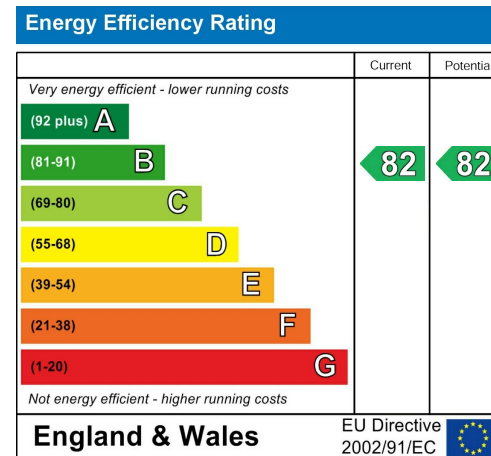 Energy Efficiency Rating
Current Potentia
Very energy efficient - lower running costs
(92 plus) A
(81-91) B 82 82
(69-80) C
(55-68) D
(39-54) E
(21-38) F
(1-20) G
Not energy efficient - higher running costs
England & Wales
EU Directive
2002/91/EC